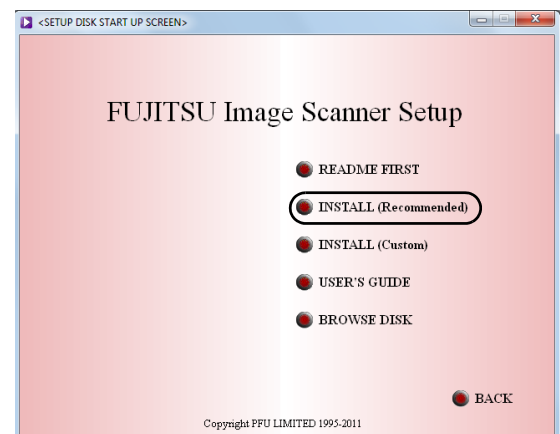 <SETUP DISK START UP SCREEN>
FUJITSU Image Scanner Setup
README FIRST
INSTALL (Recommended)
INSTALL (Custom)
USER'S GUIDE
BROWSE DISK
BACK
Copyright PFU LIMITED 1995-2011